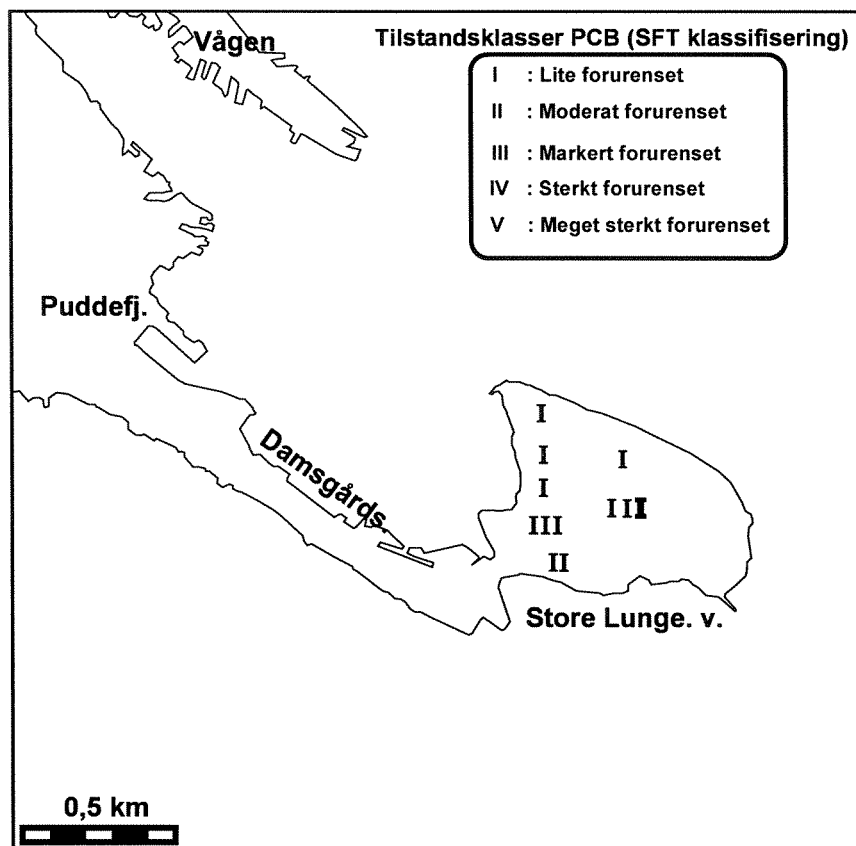 Vågen
Tilstandsklasser PCB (SFT klassifisering)
I : Lite forurenset
II : Moderat forurenset
III : Markert forurenset
IV : Sterkt forurenset
V : Meget sterkt forurenset
Puddefj.
Damsgårds.
I
I
I
I
III
III
II
Store Lunge. v.
0,5 km